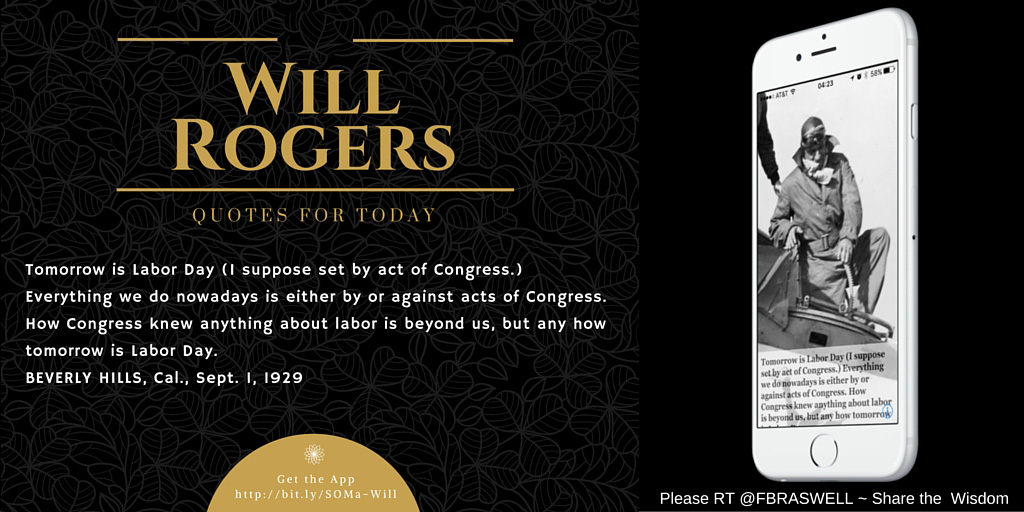 WILL
ROGERS
QUOTES FOR TODAY
Tomorrow is Labor Day (I suppose set by act of Congress.)
Everything we do nowadays is either by or against acts of Congress.
How Congress knew anything about labor is beyond us, but any how
tomorrow is Labor Day.
BEVERLY HILLS, Cal., Sept. 1, 1929
Get the App
http://bit.ly/SOMa-Will
AT&T 04:23 58%
Tomorrow is Labor Day (I suppose
set by act of Congress.) Everything
we do nowadays is either by or
against acts of Congress. How
Congress knew anything about labor
is beyond us, but any how tomorrow
Please RT @FBRASWELL ~ Share the Wisdom